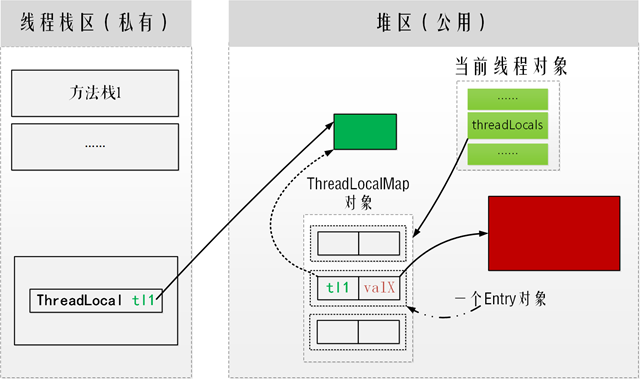 线程栈区(私有)
堆区(公用)
方法栈1
......
ThreadLocal tl1
当前线程对象
......
threadLocals
......
ThreadLocalMap
对象
tl1 valX
一个Entry对象